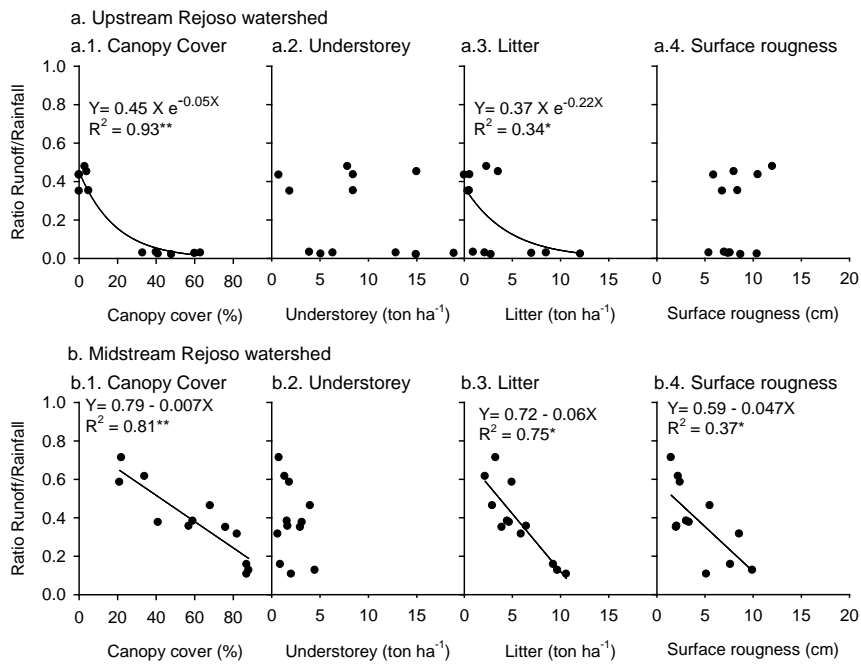 a. Upstream Rejoso watershed
a.1. Canopy Cover
a.2. Understorey
a.3. Litter
a.4. Surface rougness
Y= 0.45 X e^-0.05X
R² = 0.93**
Y= 0.37 X e^-0.22X
R² = 0.34*
Ratio Runoff/Rainfall
1.0
0.8
0.6
0.4
0.2
0.0
0 20 40 60 80
0 5 10 15
0 5 10 15
0 5 10 15 20
Canopy cover (%)
Understorey (ton ha⁻¹)
Litter (ton ha⁻¹)
Surface rougness (cm)
b. Midstream Rejoso watershed
b.1. Canopy Cover
b.2. Understorey
b.3. Litter
b.4. Surface rougness
Y= 0.79 - 0.007X
R² = 0.81**
Y= 0.72 - 0.06X
R² = 0.75*
Y= 0.59 - 0.047X
R² = 0.37*
Ratio Runoff/Rainfall
1.0
0.8
0.6
0.4
0.2
0.0
0 20 40 60 80
0 5 10 15
0 5 10 15
0 5 10 15 20
Canopy cover (%)
Understorey (ton ha⁻¹)
Litter (ton ha⁻¹)
Surface rougness (cm)